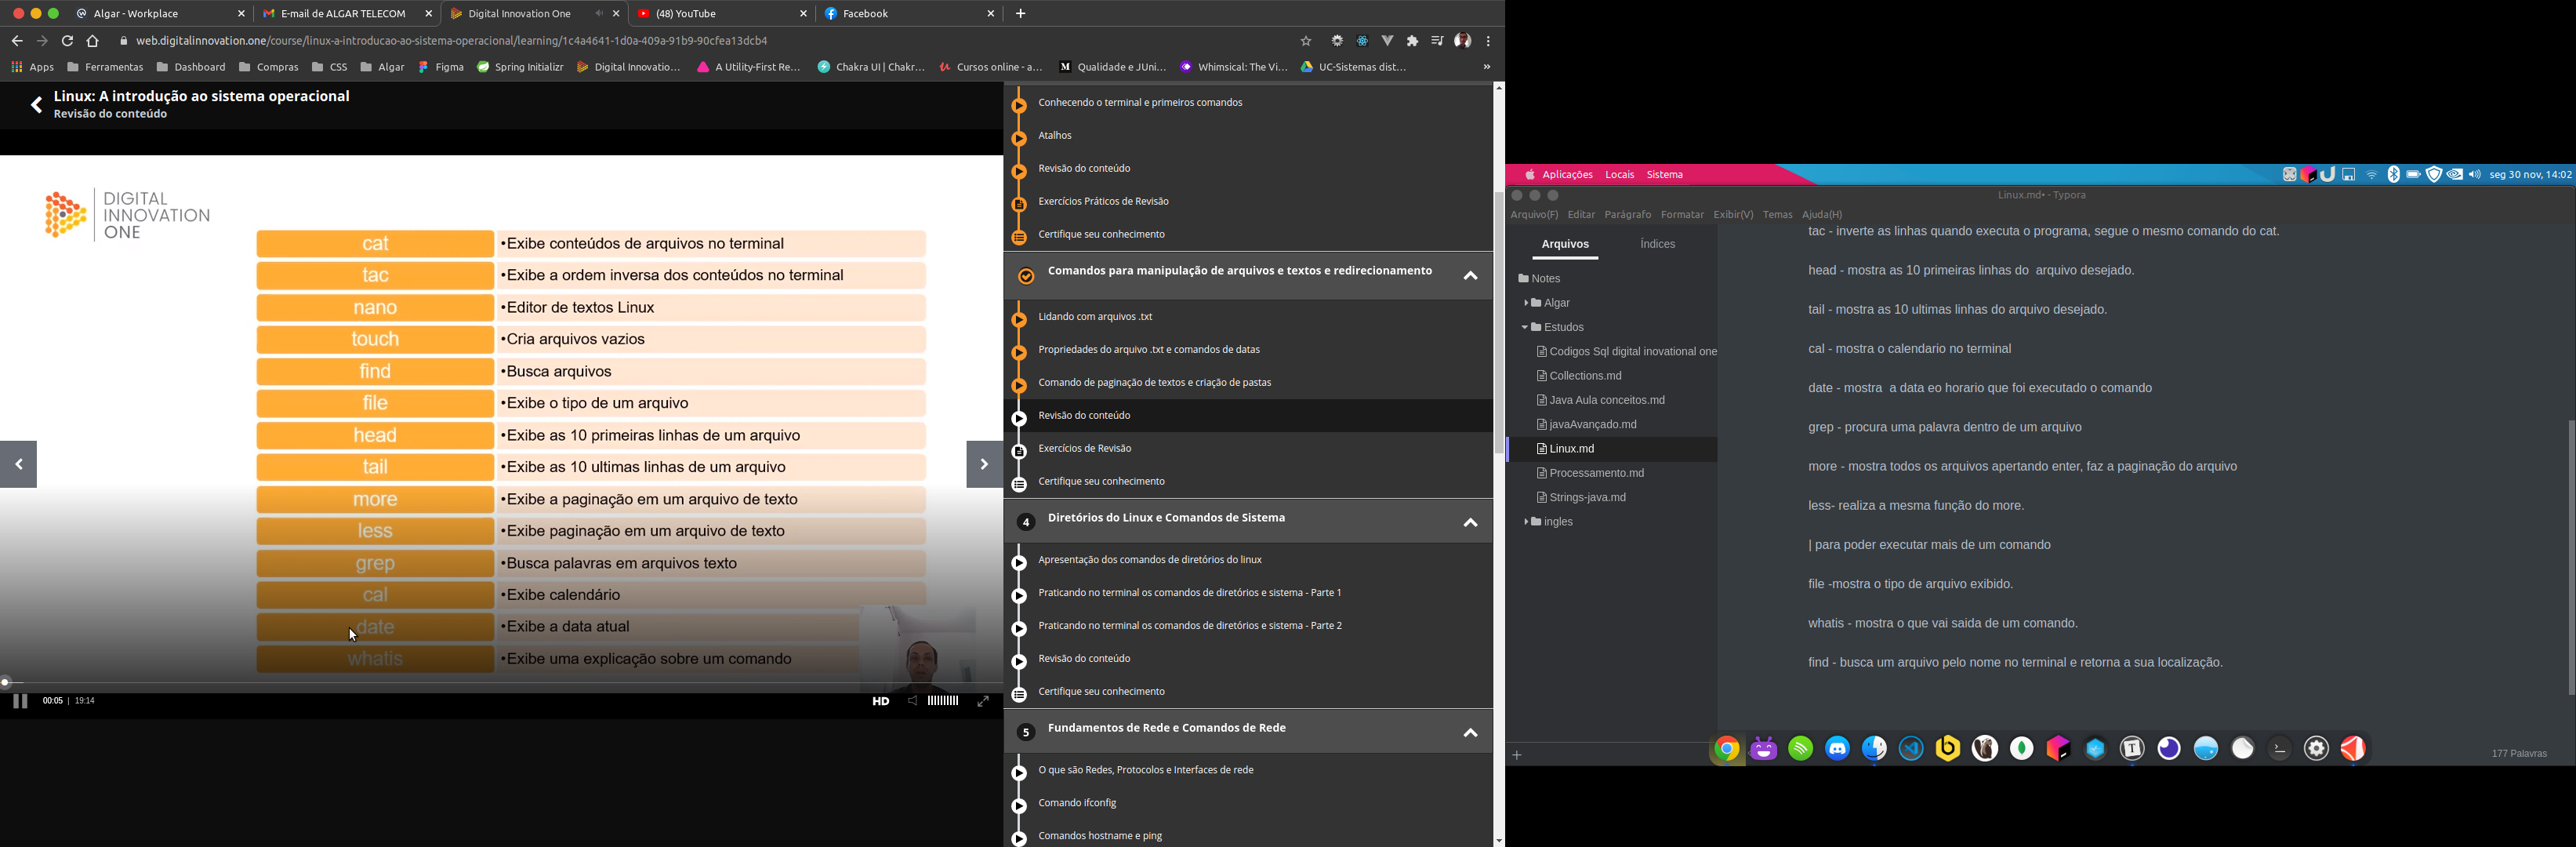 Algar - Workplace
E-mail de ALGAR TELECOM
Digital Innovation One
(48) YouTube
Facebook
web.digitalinnovation.one/course/linux-a-introducao-ao-sistema-operacional/learning/1c4a4641-1d0a-409a-91b9-90cfea13dcb4
Apps
Ferramentas
Dashboard
Compras
CSS
Algar
Figma
Spring Initializr
Digital Innovatio...
A Utility-First Re...
Chakra UI | Chakr...
Cursos online - a...
Qualidade e JUni...
Whimsical: The Vi...
UC-Sistemas dist...
»
Linux: A introdução ao sistema operacional
Revisão do conteúdo
DIGITAL
INNOVATION
ONE
cat •Exibe conteúdos de arquivos no terminal
tac •Exibe a ordem inversa dos conteúdos no terminal
nano •Editor de textos Linux
touch •Cria arquivos vazios
find •Busca arquivos
file •Exibe o tipo de um arquivo
head •Exibe as 10 primeiras linhas de um arquivo
tail •Exibe as 10 ultimas linhas de um arquivo
more •Exibe a paginação em um arquivo de texto
less •Exibe paginação em um arquivo de texto
grep •Busca palavras em arquivos texto
cal •Exibe calendário
date •Exibe a data atual
whatis •Exibe uma explicação sobre um comando
00:05 | 19:14
HD
Conhecendo o terminal e primeiros comandos
Atalhos
Revisão do conteúdo
Exercícios Práticos de Revisão
Certifique seu conhecimento
Comandos para manipulação de arquivos e textos e redirecionamento
Lidando com arquivos .txt
Propriedades do arquivo .txt e comandos de datas
Comando de paginação de textos e criação de pastas
Revisão do conteúdo
Exercícios de Revisão
Certifique seu conhecimento
4 Diretórios do Linux e Comandos de Sistema
Apresentação dos comandos de diretórios do linux
Praticando no terminal os comandos de diretórios e sistema - Parte 1
Praticando no terminal os comandos de diretórios e sistema - Parte 2
Revisão do conteúdo
Certifique seu conhecimento
5 Fundamentos de Rede e Comandos de Rede
O que são Redes, Protocolos e Interfaces de rede
Comando ifconfig
Comandos hostname e ping
Aplicações Locais Sistema
seg 30 nov, 14:02
Linux.md• - Typora
Arquivo(F) Editar Parágrafo Formatar Exibir(V) Temas Ajuda(H)
Arquivos Índices
Notes
Algar
Estudos
Codigos Sql digital inovational one
Collections.md
Java Aula conceitos.md
javaAvançado.md
Linux.md
Processamento.md
Strings-java.md
ingles
tac - inverte as linhas quando executa o programa, segue o mesmo comando do cat.
head - mostra as 10 primeiras linhas do arquivo desejado.
tail - mostra as 10 ultimas linhas do arquivo desejado.
cal - mostra o calendario no terminal
date - mostra a data eo horario que foi executado o comando
grep - procura uma palavra dentro de um arquivo
more - mostra todos os arquivos apertando enter, faz a paginação do arquivo
less- realiza a mesma função do more.
| para poder executar mais de um comando
file -mostra o tipo de arquivo exibido.
whatis - mostra o que vai saida de um comando.
find - busca um arquivo pelo nome no terminal e retorna a sua localização.
177 Palavras